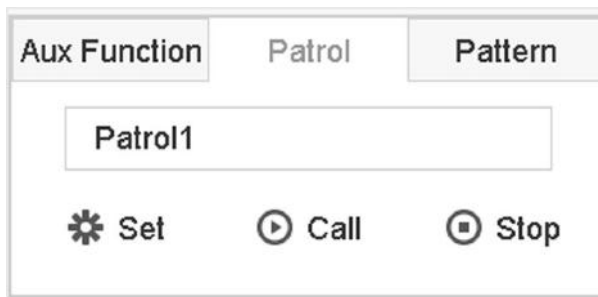 Aux Function Patrol Pattern
Patrol1
Set Call Stop